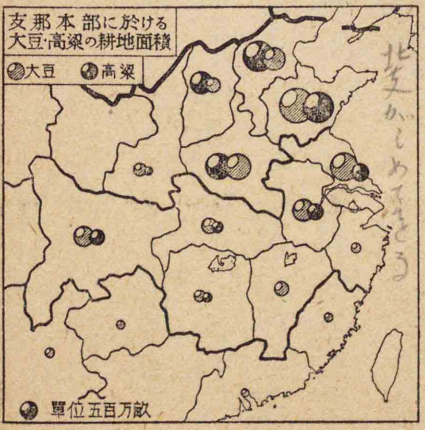 支那本部に於ける
大豆・高粱の耕地面積
大豆 高粱
北支がしめてゐる
單位五百万畝